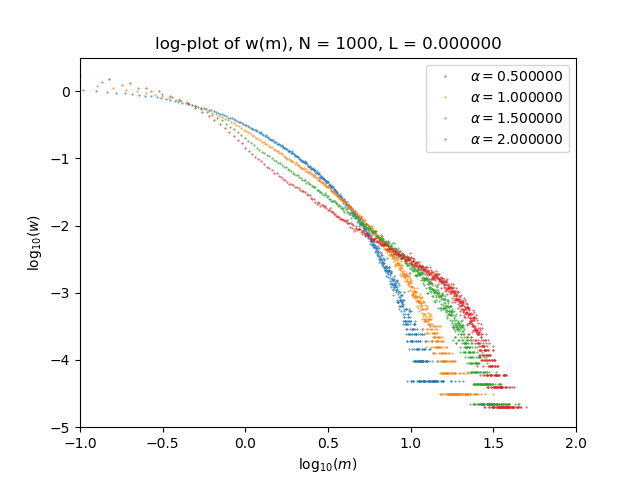 log-plot of w(m), N = 1000, L = 0.000000
α = 0.500000
α = 1.000000
α = 1.500000
α = 2.000000
0
−1
−2
−3
−4
−5
log₁₀(w)
−1.0 −0.5 0.0 0.5 1.0 1.5 2.0
log₁₀(m)